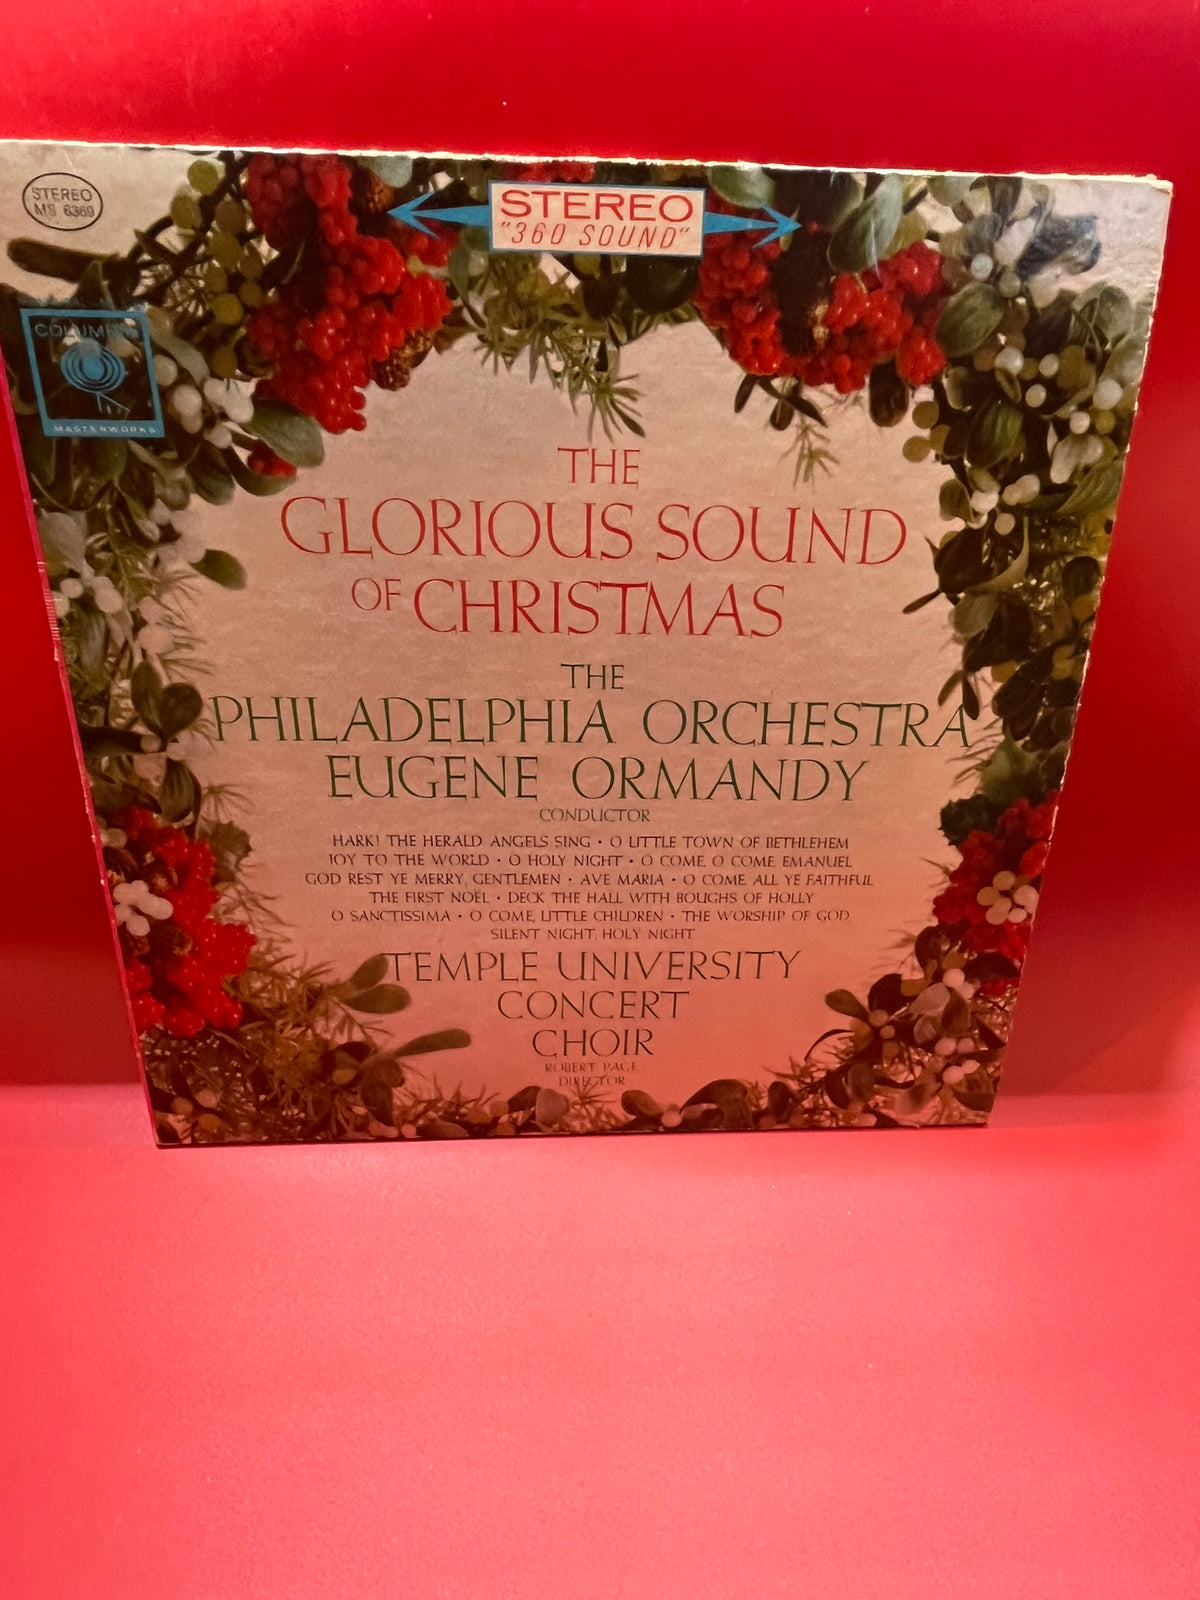 STEREO
MS 6369
STEREO
"360 SOUND"
COLUMBIA
MASTERWORKS
THE
GLORIOUS SOUND
OF CHRISTMAS
THE
PHILADELPHIA ORCHESTRA
EUGENE ORMANDY
CONDUCTOR
HARK! THE HERALD ANGELS SING • O LITTLE TOWN OF BETHLEHEM
JOY TO THE WORLD • O HOLY NIGHT • O COME, O COME, EMANUEL
GOD REST YE MERRY, GENTLEMEN • AVE MARIA • O COME, ALL YE FAITHFUL
THE FIRST NOËL • DECK THE HALL WITH BOUGHS OF HOLLY
O SANCTISSIMA • O COME, LITTLE CHILDREN • THE WORSHIP OF GOD
SILENT NIGHT, HOLY NIGHT
TEMPLE UNIVERSITY
CONCERT
CHOIR
ROBERT PAGE
DIRECTOR